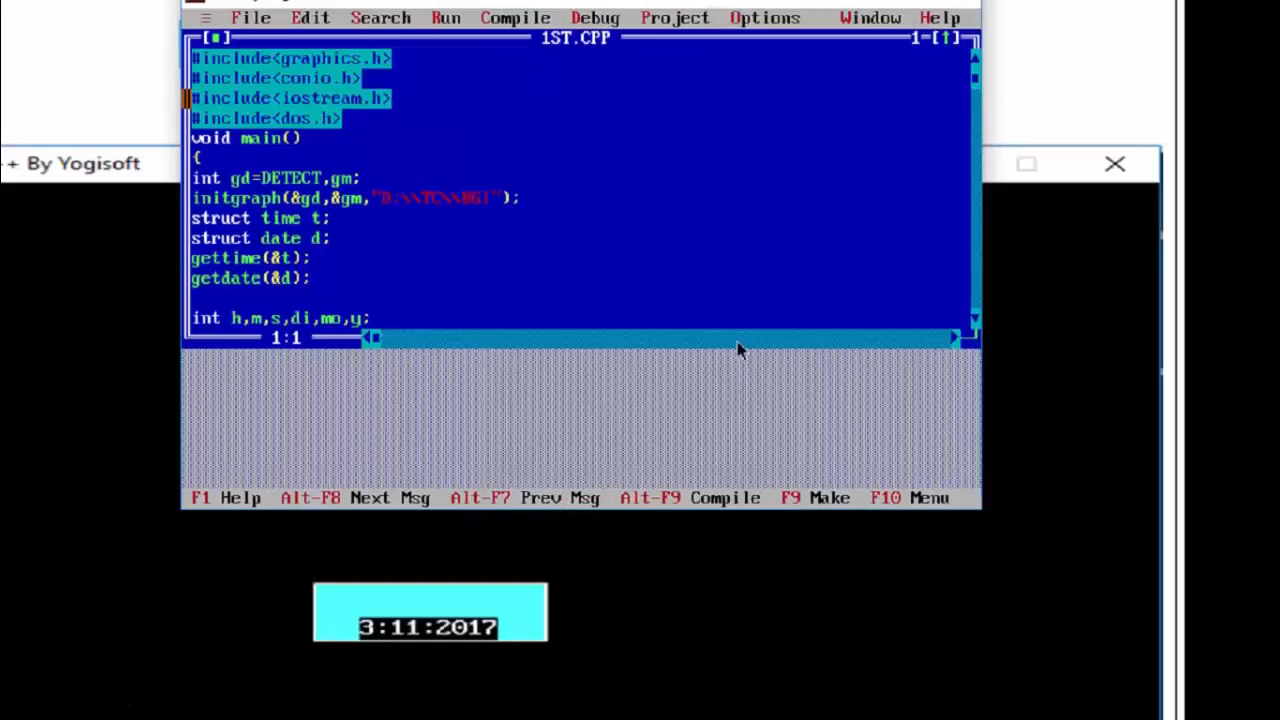 ≡ File Edit Search Run Compile Debug Project Options Window Help
[■] 1ST.CPP 1=[↑]
#include<graphics.h>
#include<conio.h>
#include<iostream.h>
#include<dos.h>
void main()
{
int gd=DETECT,gm;
initgraph(&gd,&gm,"D:\\TC\\BGI");
struct time t;
struct date d;
gettime(&t);
getdate(&d);
int h,m,s,di,mo,y;
1:1
F1 Help Alt-F8 Next Msg Alt-F7 Prev Msg Alt-F9 Compile F9 Make F10 Menu
+ By Yogisoft
3:11:2017